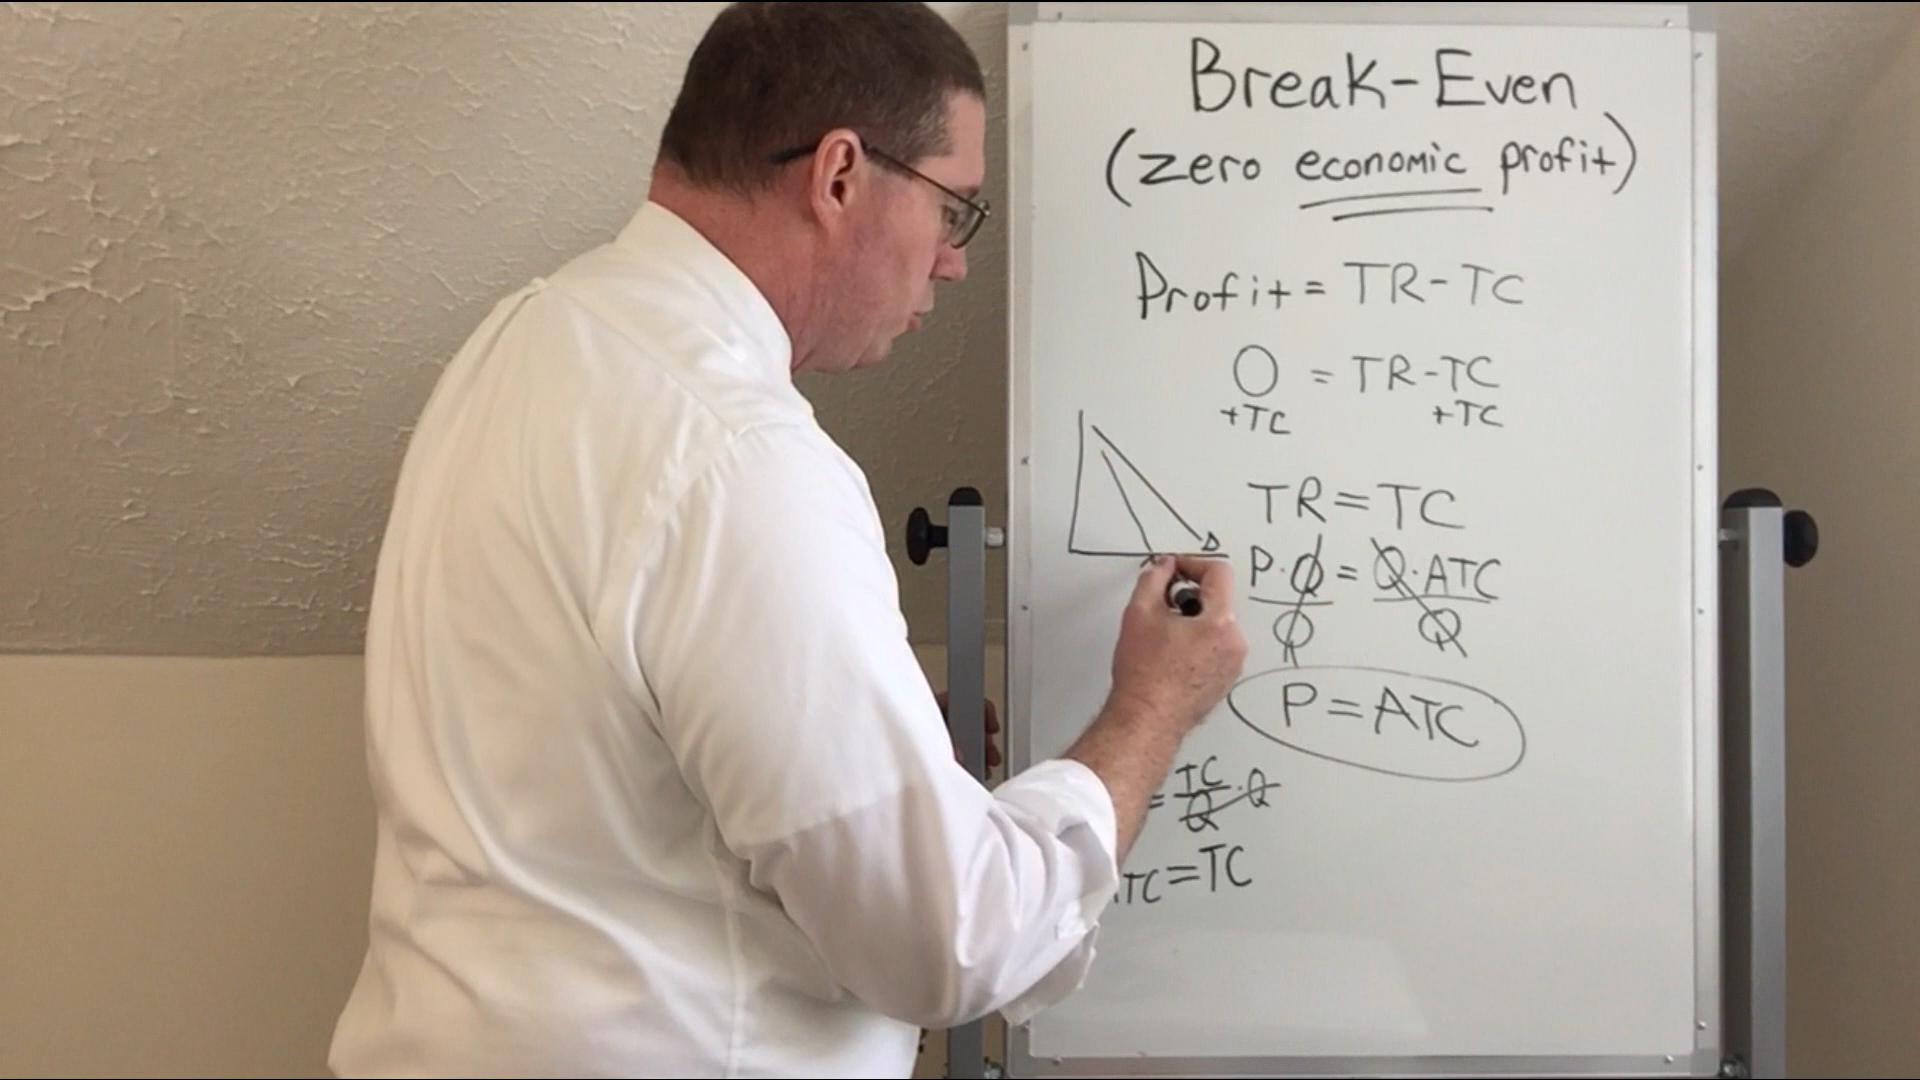 Break-Even
(zero economic profit)
Profit = TR-TC
0 = TR-TC
+TC +TC
TR=TC
D
P·Q = Q·ATC
Q Q
P=ATC
= TC/Q · Q
TC=TC